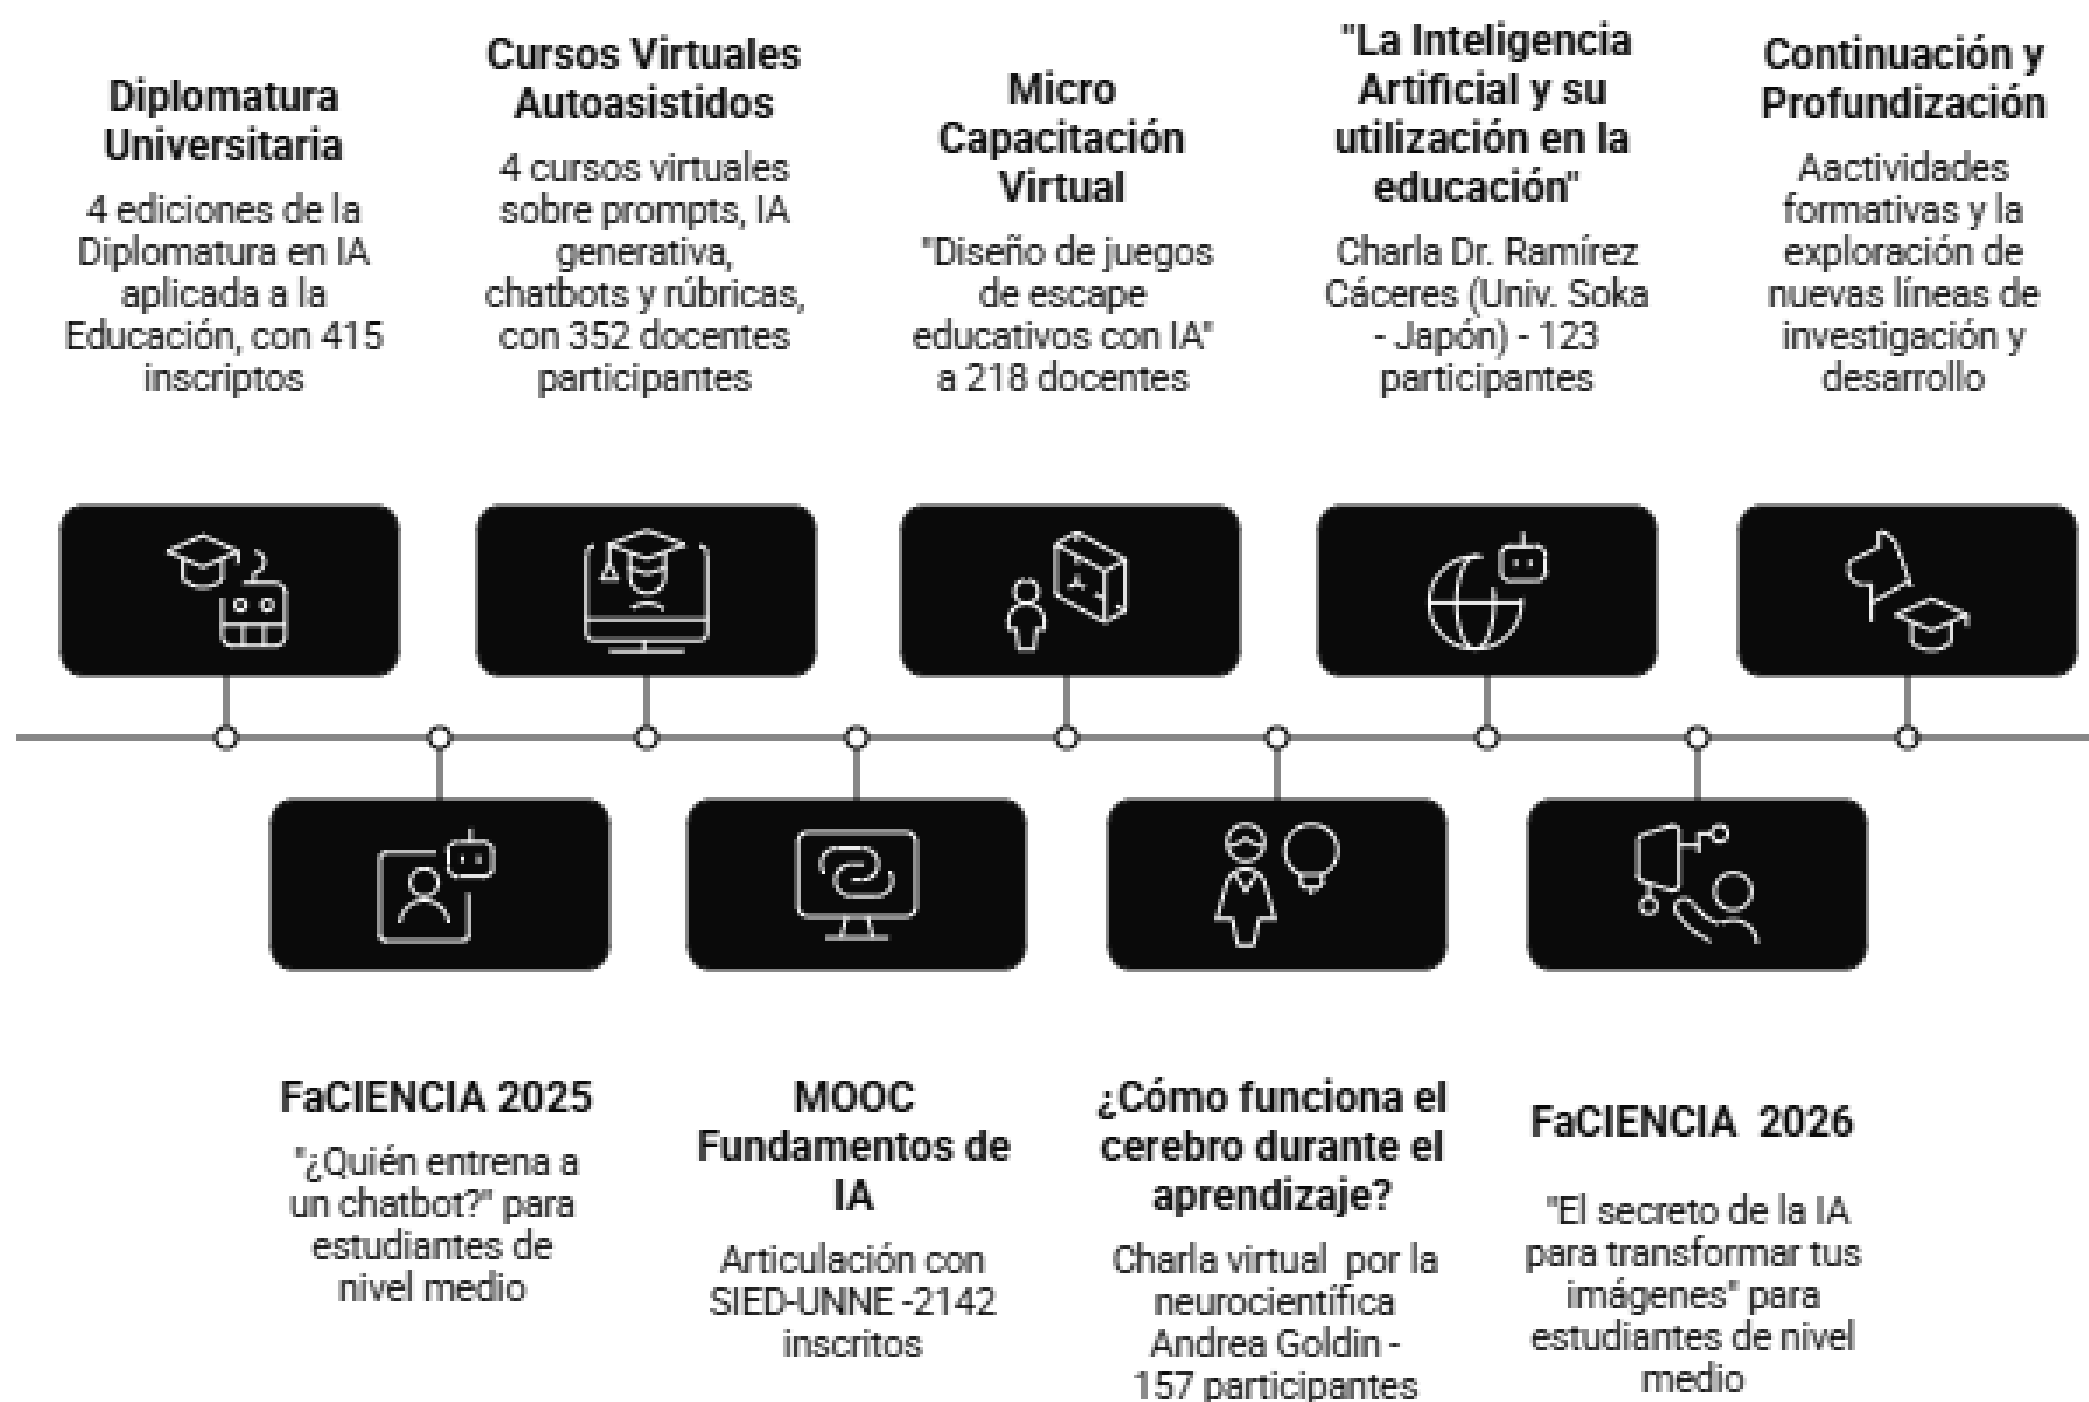 Diplomatura
Universitaria
4 ediciones de la
Diplomatura en IA
aplicada a la
Educación, con 415
inscriptos
Cursos Virtuales
Autoasistidos
4 cursos virtuales
sobre prompts, IA
generativa,
chatbots y rúbricas,
con 352 docentes
participantes
Micro
Capacitación
Virtual
"Diseño de juegos
de escape
educativos con IA"
a 218 docentes
"La Inteligencia
Artificial y su
utilización en la
educación"
Charla Dr. Ramírez
Cáceres (Univ. Soka
- Japón) - 123
participantes
Continuación y
Profundización
Aactividades
formativas y la
exploración de
nuevas líneas de
investigación y
desarrollo
FaCIENCIA 2025
"¿Quién entrena a
un chatbot?" para
estudiantes de
nivel medio
MOOC
Fundamentos de
IA
Articulación con
SIED-UNNE -2142
inscritos
¿Cómo funciona el
cerebro durante el
aprendizaje?
Charla virtual  por la
neurocientífica
Andrea Goldin -
157 participantes
FaCIENCIA  2026
"El secreto de la IA
para transformar tus
imágenes" para
estudiantes de nivel
medio